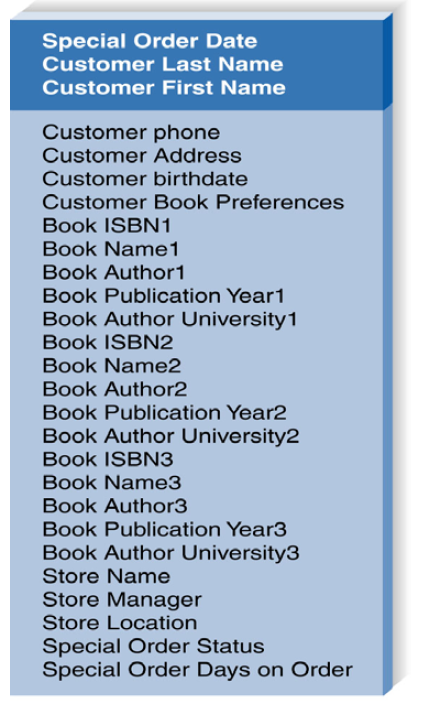 Special Order Date
Customer Last Name
Customer First Name
Customer phone
Customer Address
Customer birthdate
Customer Book Preferences
Book ISBN1
Book Name1
Book Author1
Book Publication Year1
Book Author University1
Book ISBN2
Book Name2
Book Author2
Book Publication Year2
Book Author University2
Book ISBN3
Book Name3
Book Author3
Book Publication Year3
Book Author University3
Store Name
Store Manager
Store Location
Special Order Status
Special Order Days on Order